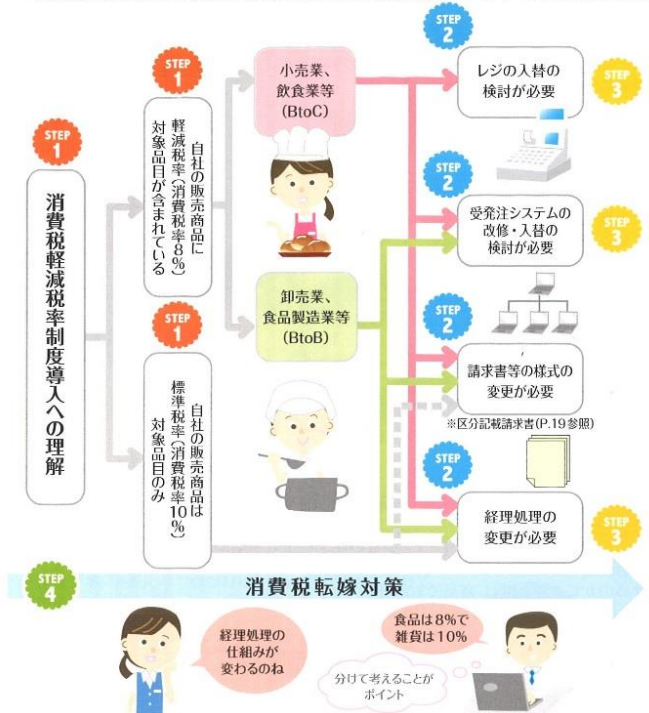 STEP
1
消費税軽減税率制度導入への理解
STEP
1
自社の販売商品に
軽減税率(消費税率8%)
対象品目が含まれている
STEP
1
自社の販売商品は
標準税率(消費税率10%)
対象品目のみ
小売業、
飲食業等
(BtoC)
卸売業、
食品製造業等
(BtoB)
STEP
2
レジの入替の
検討が必要
STEP
3
STEP
2
受発注システムの
改修・入替の
検討が必要
STEP
3
STEP
2
請求書等の様式の
変更が必要
※区分記載請求書(P.19参照)
STEP
2
経理処理の
変更が必要
STEP
3
STEP
4
消費税転嫁対策
経理処理の
仕組みが
変わるのね
食品は8%で
雑貨は10%
分けて考えることが
ポイント